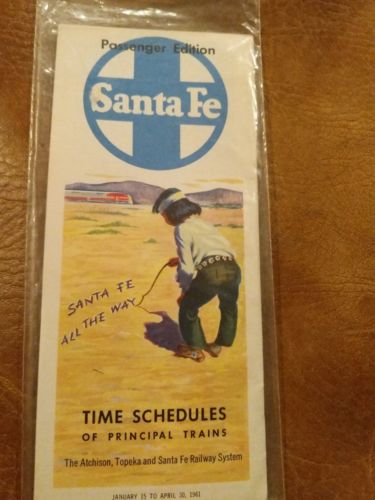 Passenger Edition
Santa Fe
SANTA FE
ALL THE WAY
TIME SCHEDULES
OF PRINCIPAL TRAINS
The Atchison, Topeka and Santa Fe Railway System
JANUARY 15 TO APRIL 30, 1961